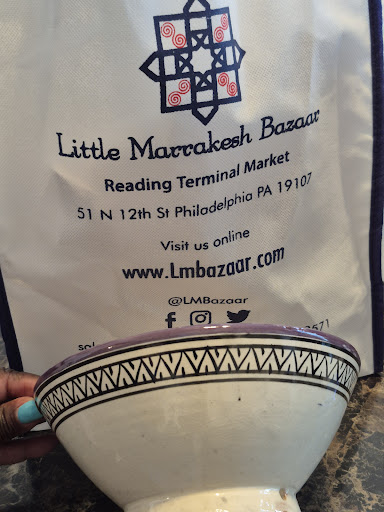 Little Marrakesh Bazaar
Reading Terminal Market
51 N 12th St Philadelphia PA 19107
Visit us online
www.Lmbazaar.com
@LMBazaar